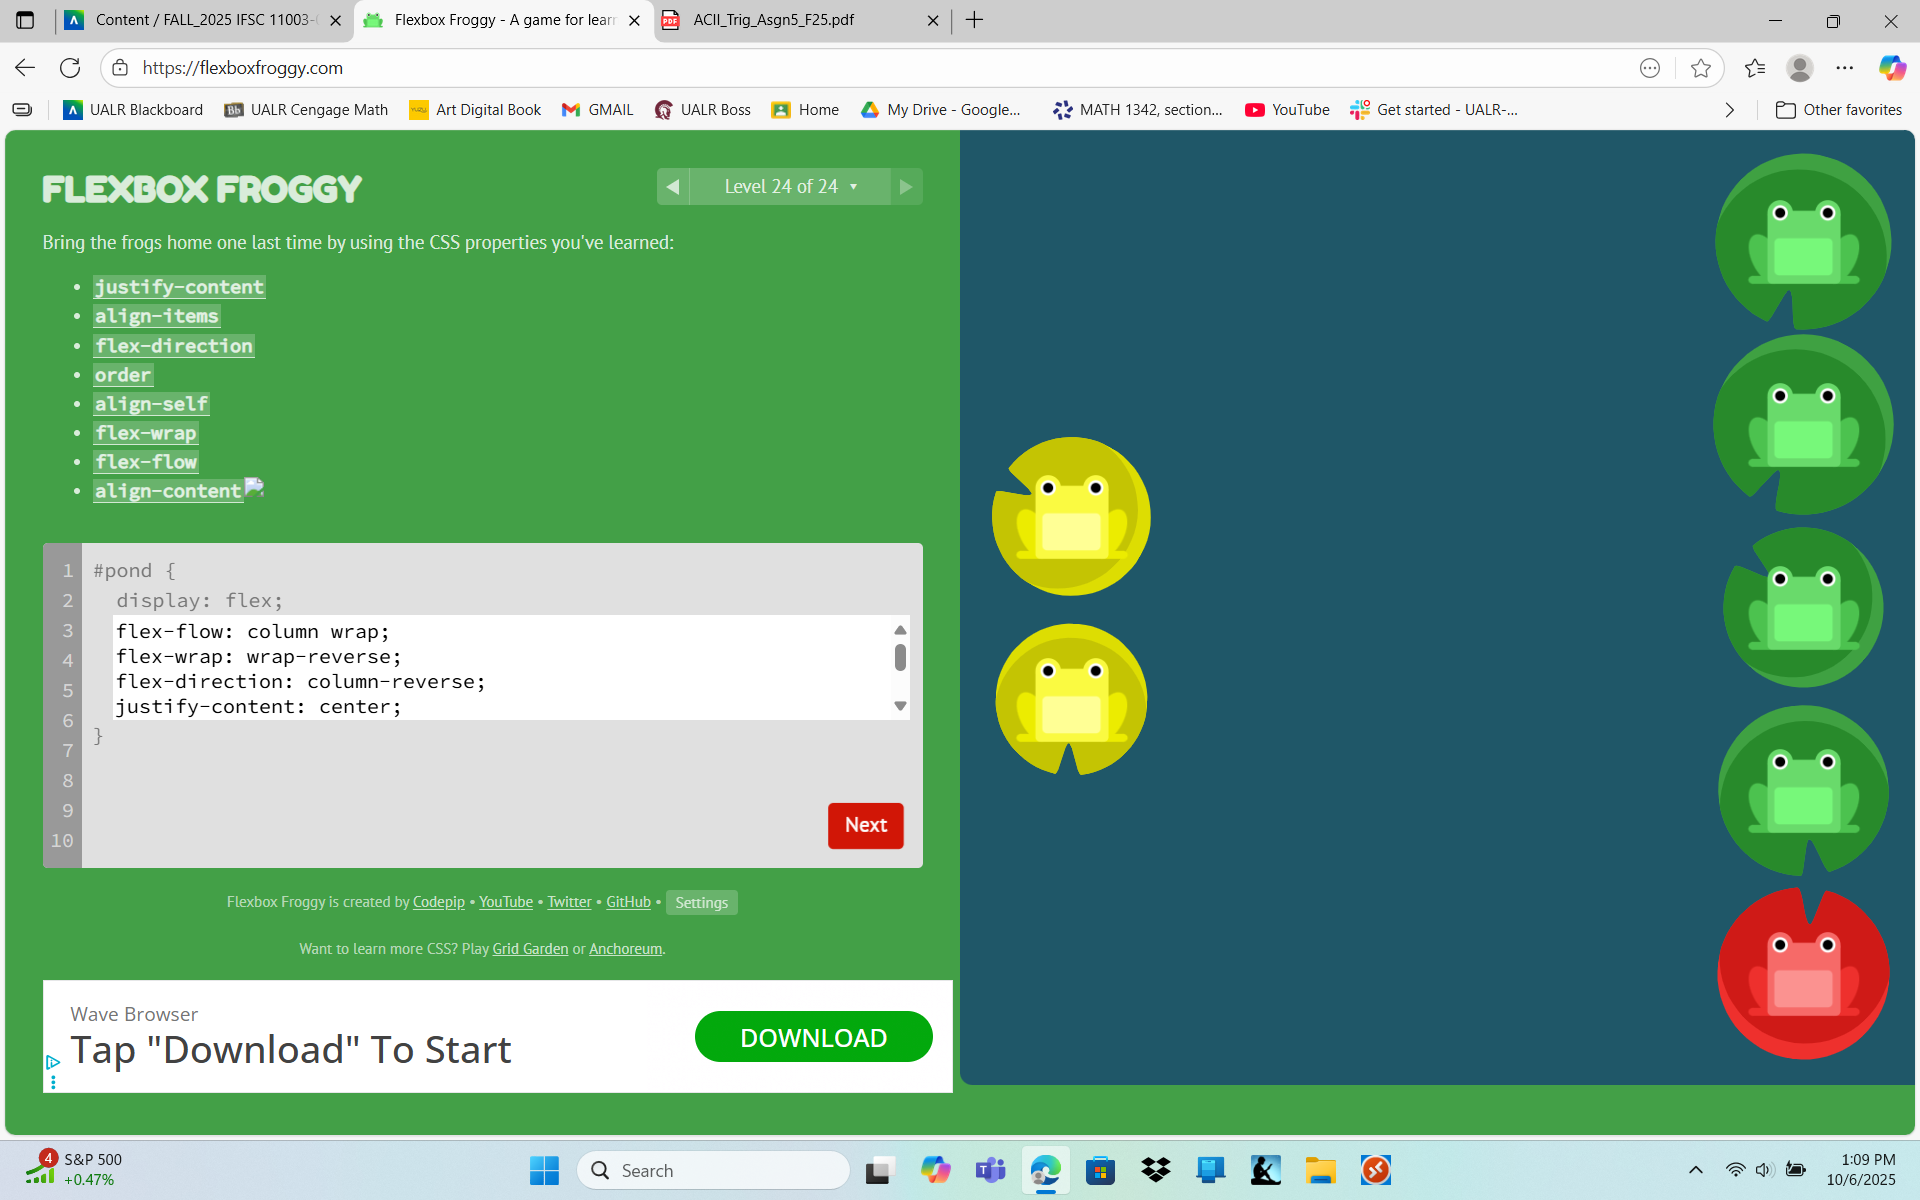 Content / FALL_2025 IFSC 11003-
Flexbox Froggy - A game for lear
PDF
ACII_Trig_Asgn5_F25.pdf
https://flexboxfroggy.com
UALR Blackboard
Bb
UALR Cengage Math
Art Digital Book
GMAIL
UALR Boss
Home
My Drive - Google...
MATH 1342, section...
YouTube
Get started - UALR-...
Other favorites
FLEXBOX FROGGY
Level 24 of 24
Bring the frogs home one last time by using the CSS properties you've learned:
• justify-content
• align-items
• flex-direction
• order
• align-self
• flex-wrap
• flex-flow
• align-content
1 #pond {
2 display: flex;
3 flex-flow: column wrap;
4 flex-wrap: wrap-reverse;
5 flex-direction: column-reverse;
6 justify-content: center;
7 }
8
9
10
Next
Flexbox Froggy is created by Codepip • YouTube • Twitter • GitHub • Settings
Want to learn more CSS? Play Grid Garden or Anchoreum.
Wave Browser
Tap "Download" To Start
DOWNLOAD
4
S&P 500
+0.47%
Search
1:09 PM
10/6/2025